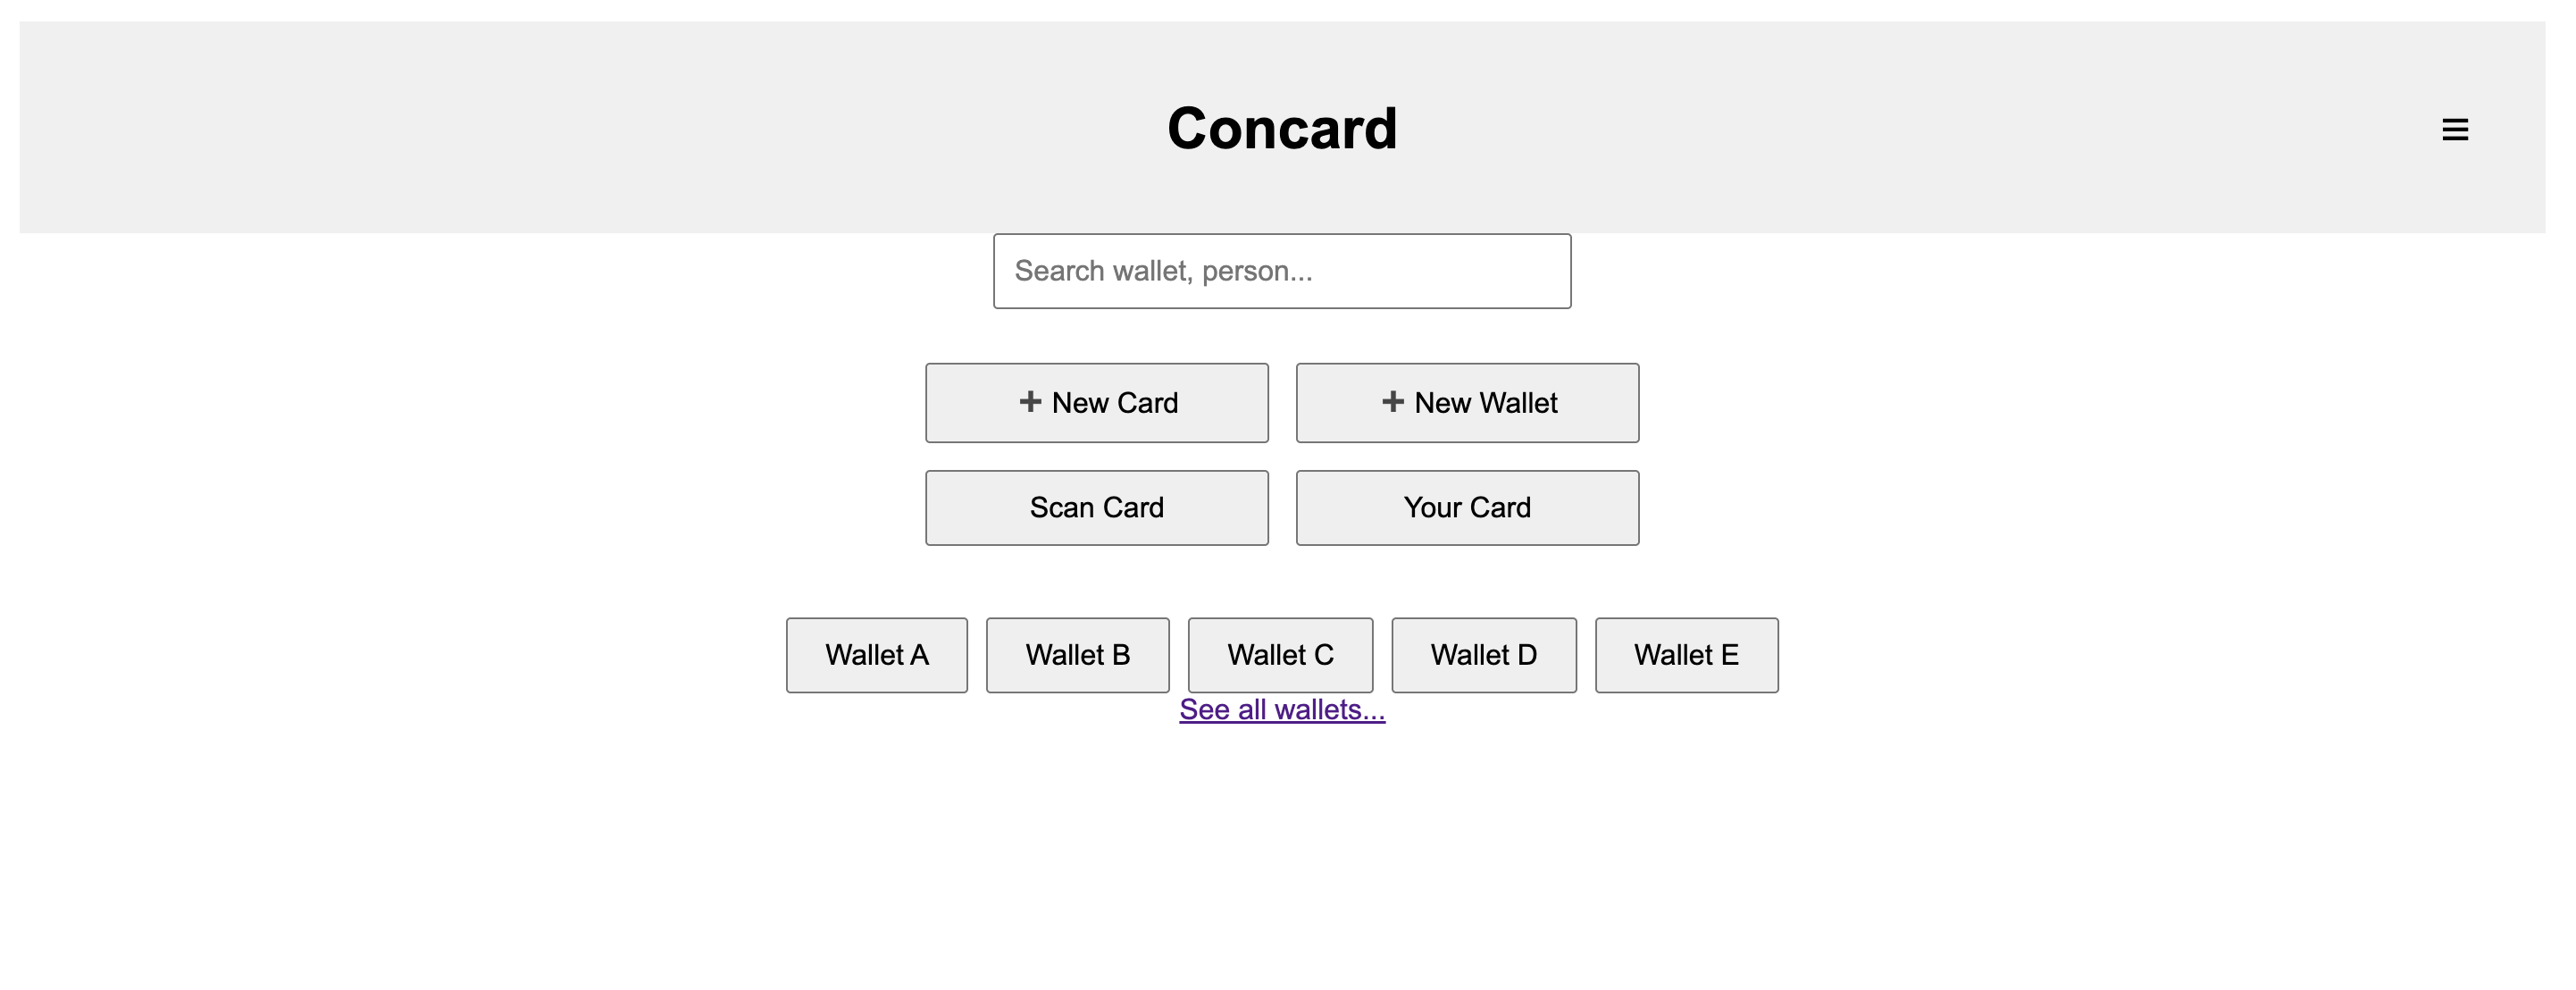 Concard
Search wallet, person...
+ New Card
+ New Wallet
Scan Card
Your Card
Wallet A
Wallet B
Wallet C
Wallet D
Wallet E
See all wallets...